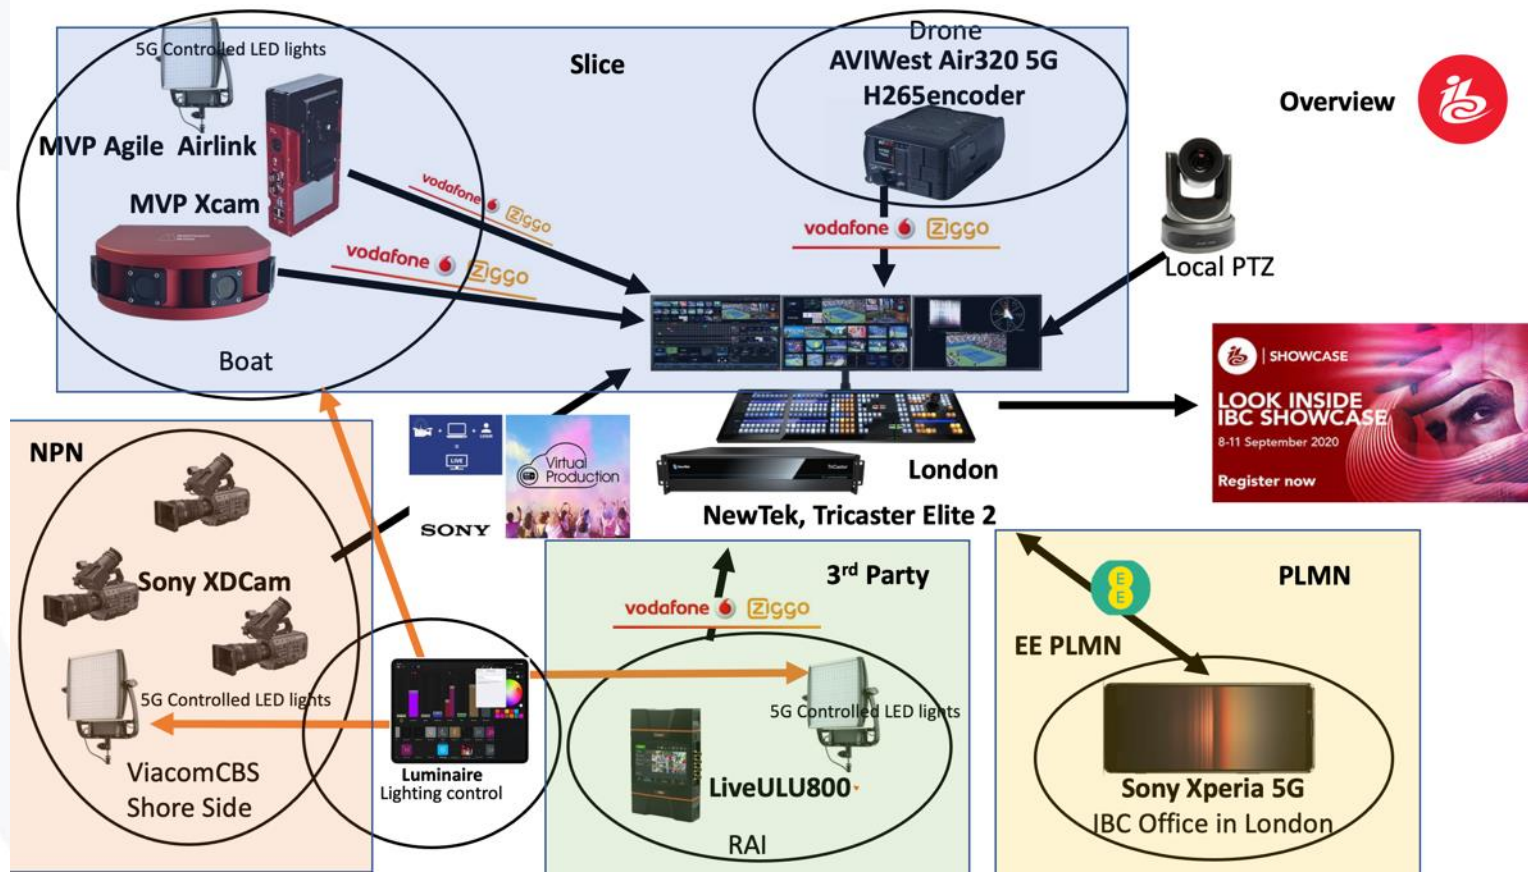 5G Controlled LED lights
Slice
Drone
AVIWest Air320 5G
H265encoder
Overview
ibc
MVP Agile Airlink
MVP Xcam
vodafone Ziggo
vodafone Ziggo
vodafone Ziggo
Local PTZ
Boat
SHOWCASE
LOOK INSIDE
IBC SHOWCASE
8-11 September 2020
Register now
NPN
LIVE
Virtual
Production
SONY
London
NewTek, Tricaster Elite 2
Sony XDCam
3rd Party
vodafone Ziggo
PLMN
E
E
EE PLMN
5G Controlled LED lights
ViacomCBS
Shore Side
Luminaire
Lighting control
5G Controlled LED lights
LiveULU800
RAI
Sony Xperia 5G
IBC Office in London